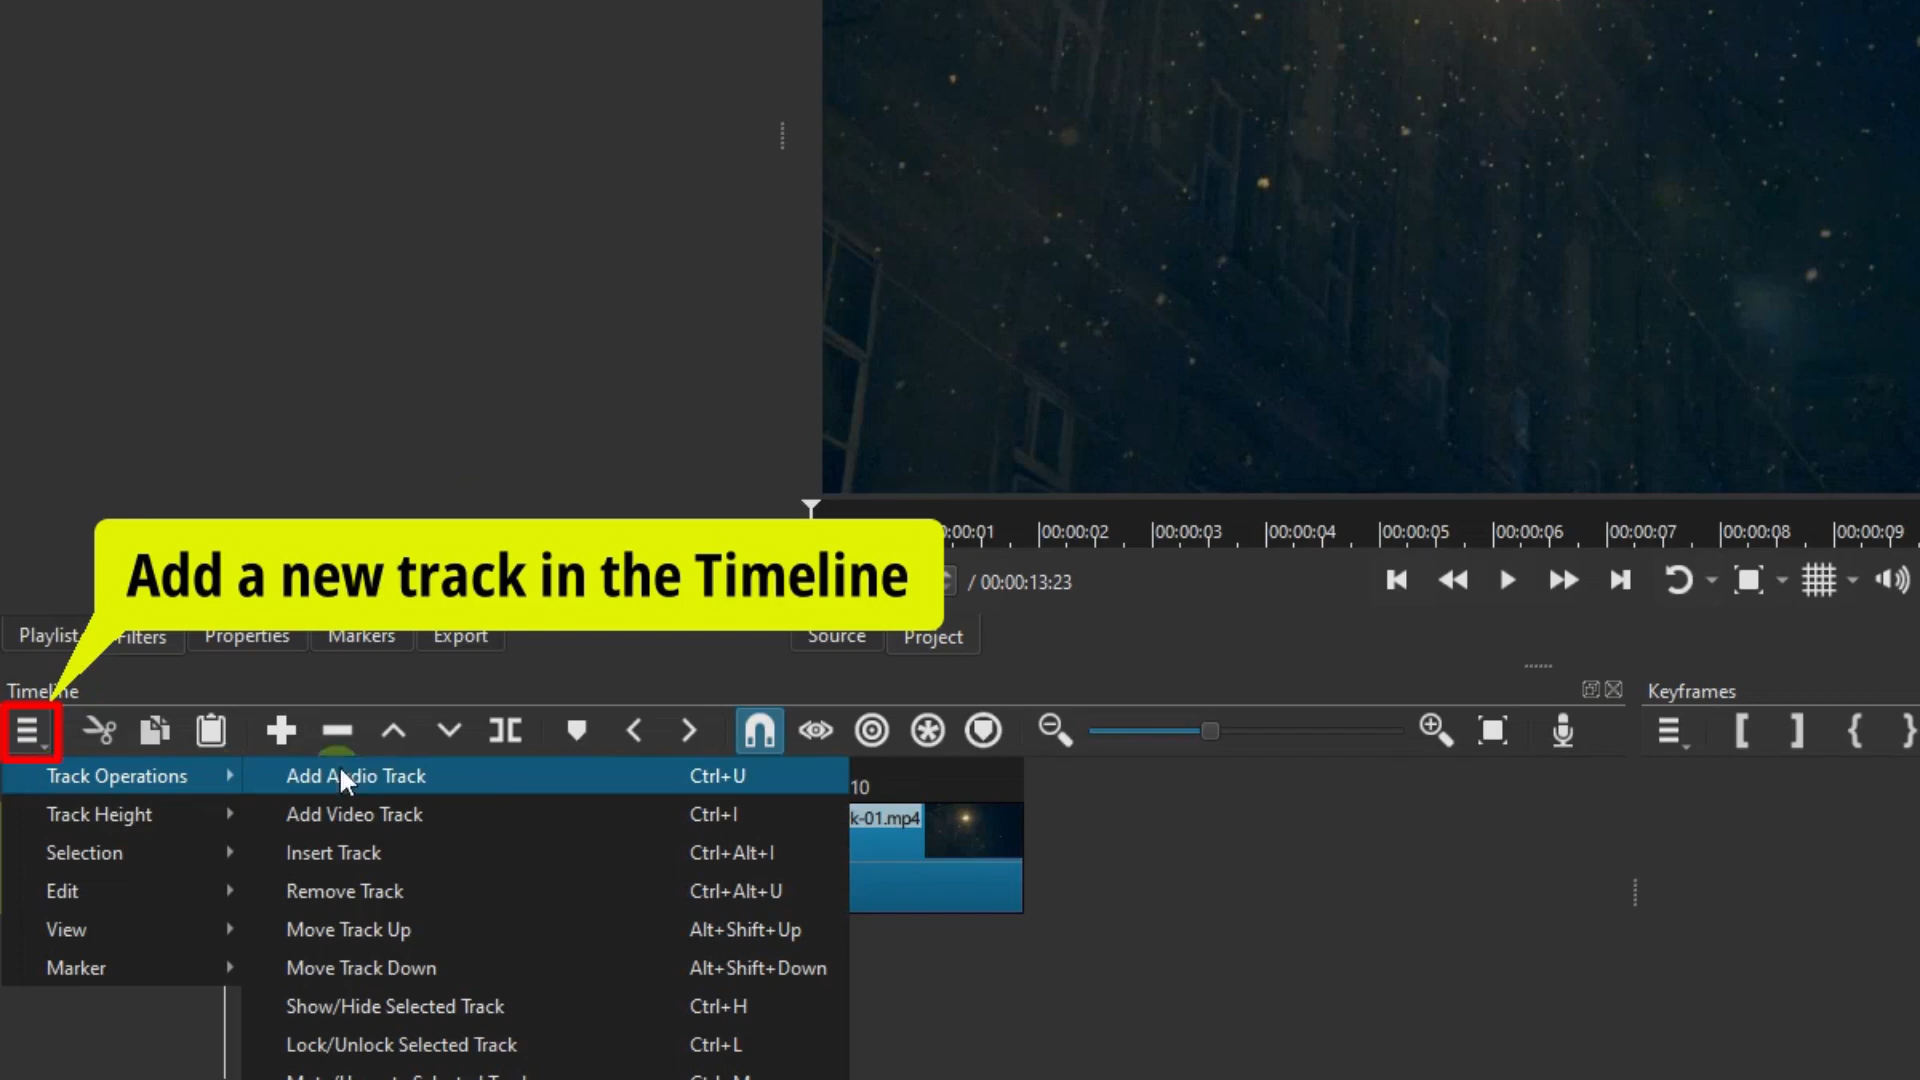 00:00:01 00:00:02 00:00:03 00:00:04 00:00:05 00:00:06 00:00:07 00:00:08 00:00:09
Add a new track in the Timeline
/ 00:00:13:23
Playlist Filters Properties Markers Export
Source Project
Timeline
Keyframes
Track Operations
Track Height
Selection
Edit
View
Marker
Add Audio Track Ctrl+U
Add Video Track Ctrl+I
Insert Track Ctrl+Alt+I
Remove Track Ctrl+Alt+U
Move Track Up Alt+Shift+Up
Move Track Down Alt+Shift+Down
Show/Hide Selected Track Ctrl+H
Lock/Unlock Selected Track Ctrl+L
10
k-01.mp4